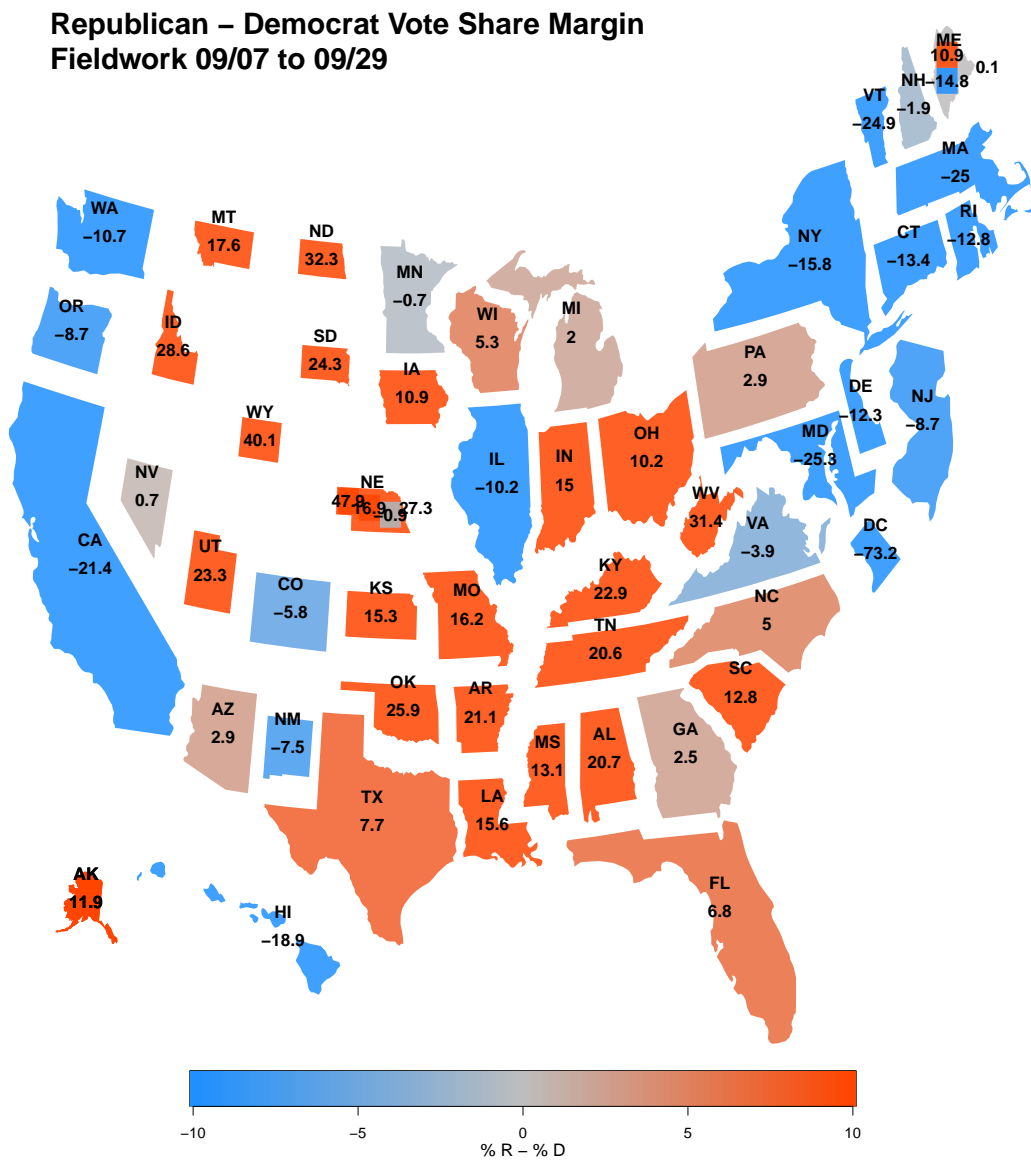 Republican – Democrat Vote Share Margin
Fieldwork 09/07 to 09/29
ME
10.9
0.1
NH
−14.8
−1.9
VT
−24.9
MA
−25
RI
−12.8
CT
−13.4
NY
−15.8
WA
−10.7
MT
17.6
ND
32.3
MN
−0.7
OR
−8.7
ID
28.6
SD
24.3
WI
5.3
MI
2
IA
10.9
PA
2.9
DE
−12.3
NJ
−8.7
WY
40.1
MD
−25.3
IL
−10.2
IN
15
OH
10.2
NV
0.7
NE
47.9
16.9
−0.9
27.3
WV
31.4
VA
−3.9
DC
−73.2
CA
−21.4
UT
23.3
CO
−5.8
KS
15.3
MO
16.2
KY
22.9
NC
5
TN
20.6
SC
12.8
OK
25.9
AR
21.1
AZ
2.9
NM
−7.5
MS
13.1
AL
20.7
GA
2.5
TX
7.7
LA
15.6
FL
6.8
AK
11.9
HI
−18.9
−10
−5
0
5
10
% R − % D